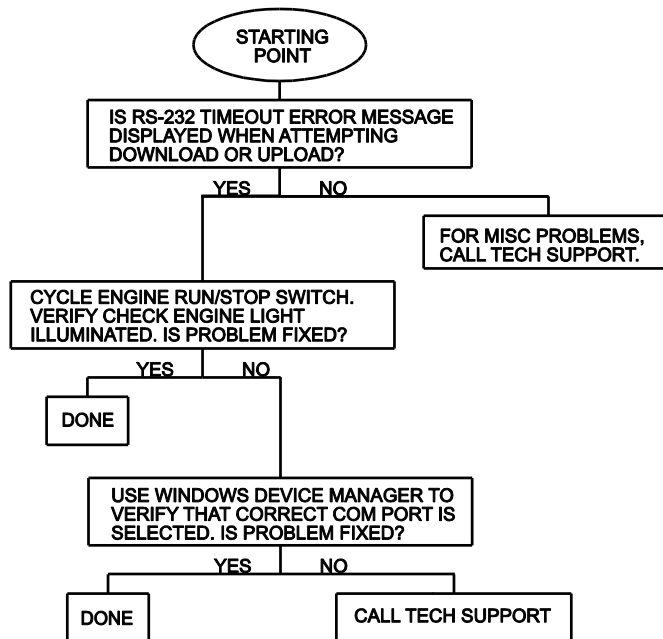 STARTING
POINT
IS RS-232 TIMEOUT ERROR MESSAGE
DISPLAYED WHEN ATTEMPTING
DOWNLOAD OR UPLOAD?
YES NO
FOR MISC PROBLEMS,
CALL TECH SUPPORT.
CYCLE ENGINE RUN/STOP SWITCH.
VERIFY CHECK ENGINE LIGHT
ILLUMINATED. IS PROBLEM FIXED?
YES NO
DONE
USE WINDOWS DEVICE MANAGER TO
VERIFY THAT CORRECT COM PORT IS
SELECTED. IS PROBLEM FIXED?
YES NO
DONE CALL TECH SUPPORT